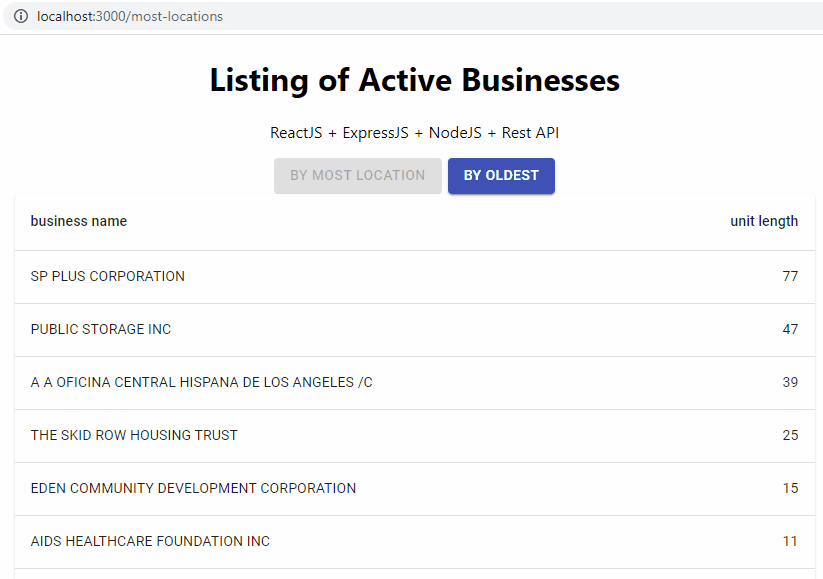 localhost:3000/most-locations
Listing of Active Businesses
ReactJS + ExpressJS + NodeJS + Rest API
BY MOST LOCATION BY OLDEST
business name unit length
SP PLUS CORPORATION 77
PUBLIC STORAGE INC 47
A A OFICINA CENTRAL HISPANA DE LOS ANGELES /C 39
THE SKID ROW HOUSING TRUST 25
EDEN COMMUNITY DEVELOPMENT CORPORATION 15
AIDS HEALTHCARE FOUNDATION INC 11